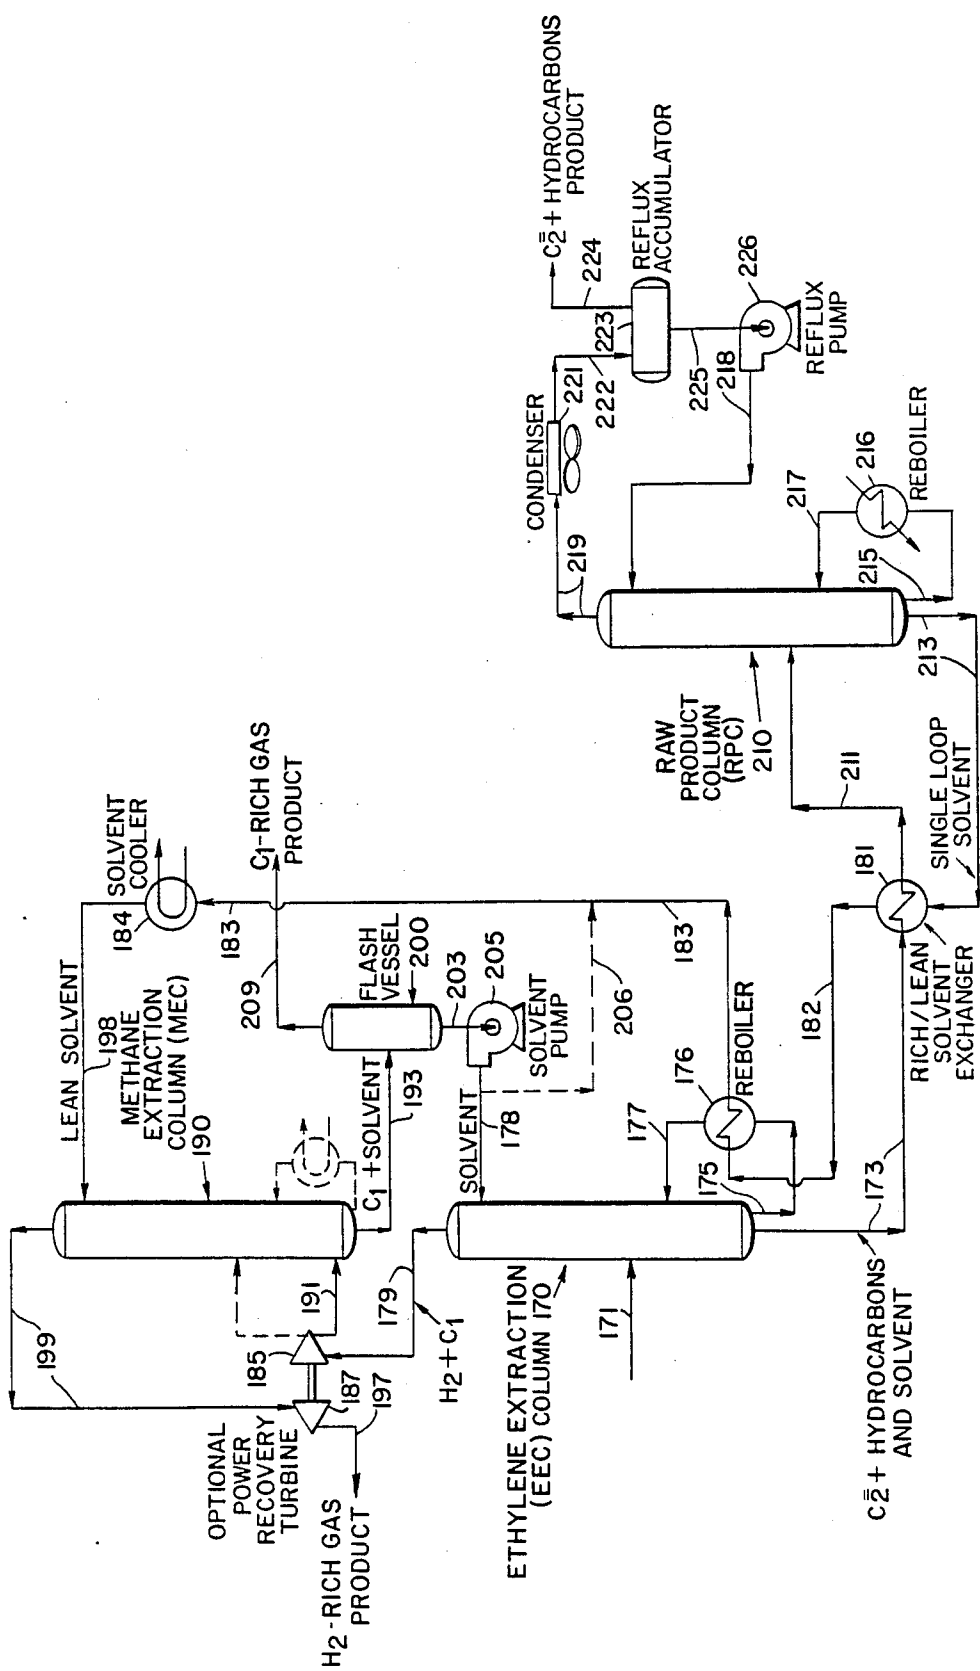 C2=+ HYDROCARBONS
PRODUCT
224
223
REFLUX
ACCUMULATOR
222
221
CONDENSER
225
218
226
REFLUX
PUMP
219
217
216
REBOILER
215
213
RAW
PRODUCT
COLUMN
(RPC)
210
211
SINGLE LOOP
SOLVENT
181
RICH/LEAN
SOLVENT
EXCHANGER
182
C1-RICH GAS
PRODUCT
SOLVENT
COOLER
184
183
209
FLASH
VESSEL
200
203
205
SOLVENT
PUMP
206
183
LEAN SOLVENT
198
METHANE
EXTRACTION
COLUMN (MEC)
190
C1 +SOLVENT
193
SOLVENT
178
177
176
REBOILER
175
173
199
191
185
187
197
179
H2+C1
OPTIONAL
POWER
RECOVERY
TURBINE
H2-RICH GAS
PRODUCT
ETHYLENE EXTRACTION
(EEC) COLUMN 170
171
C2=+ HYDROCARBONS
AND SOLVENT